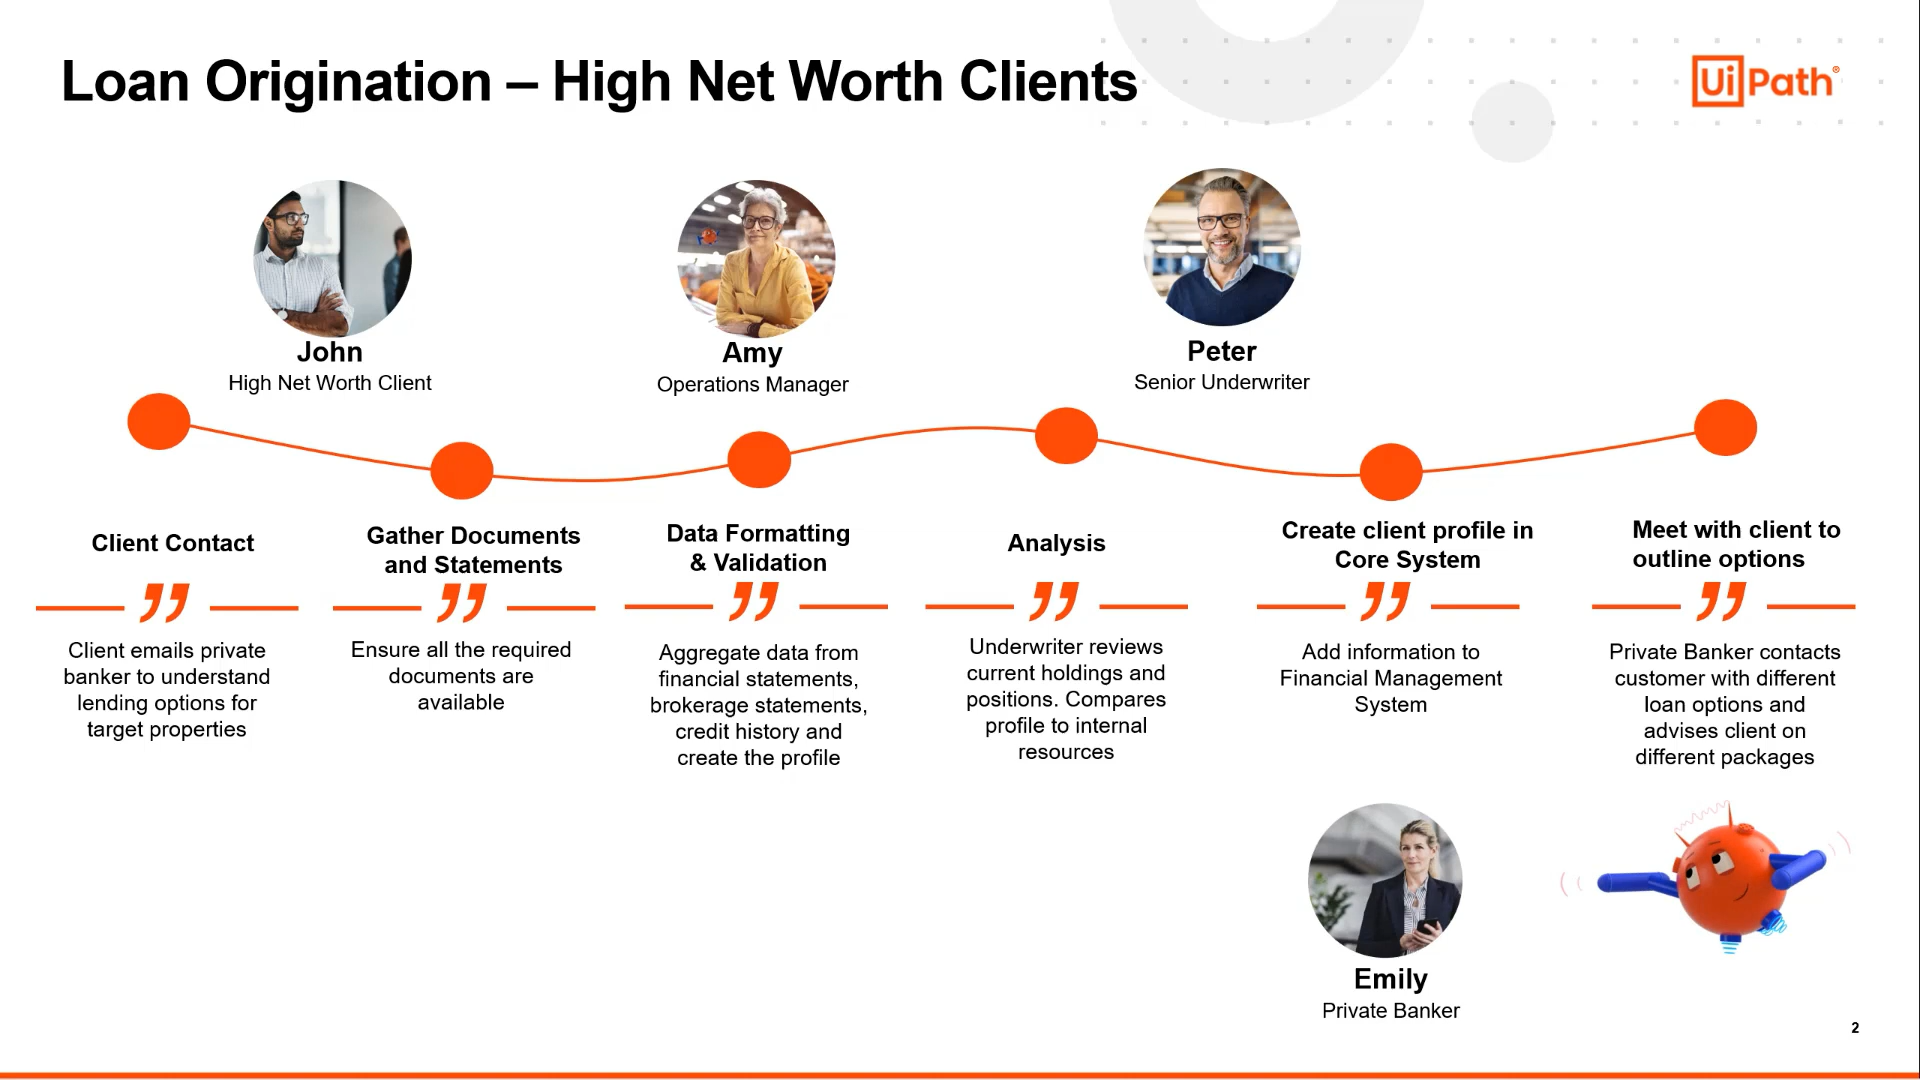 Loan Origination – High Net Worth Clients
UiPath®
John
High Net Worth Client
Amy
Operations Manager
Peter
Senior Underwriter
Client Contact
Client emails private
banker to understand
lending options for
target properties
Gather Documents
and Statements
Ensure all the required
documents are
available
Data Formatting
& Validation
Aggregate data from
financial statements,
brokerage statements,
credit history and
create the profile
Analysis
Underwriter reviews
current holdings and
positions. Compares
profile to internal
resources
Create client profile in
Core System
Add information to
Financial Management
System
Meet with client to
outline options
Private Banker contacts
customer with different
loan options and
advises client on
different packages
Emily
Private Banker
2